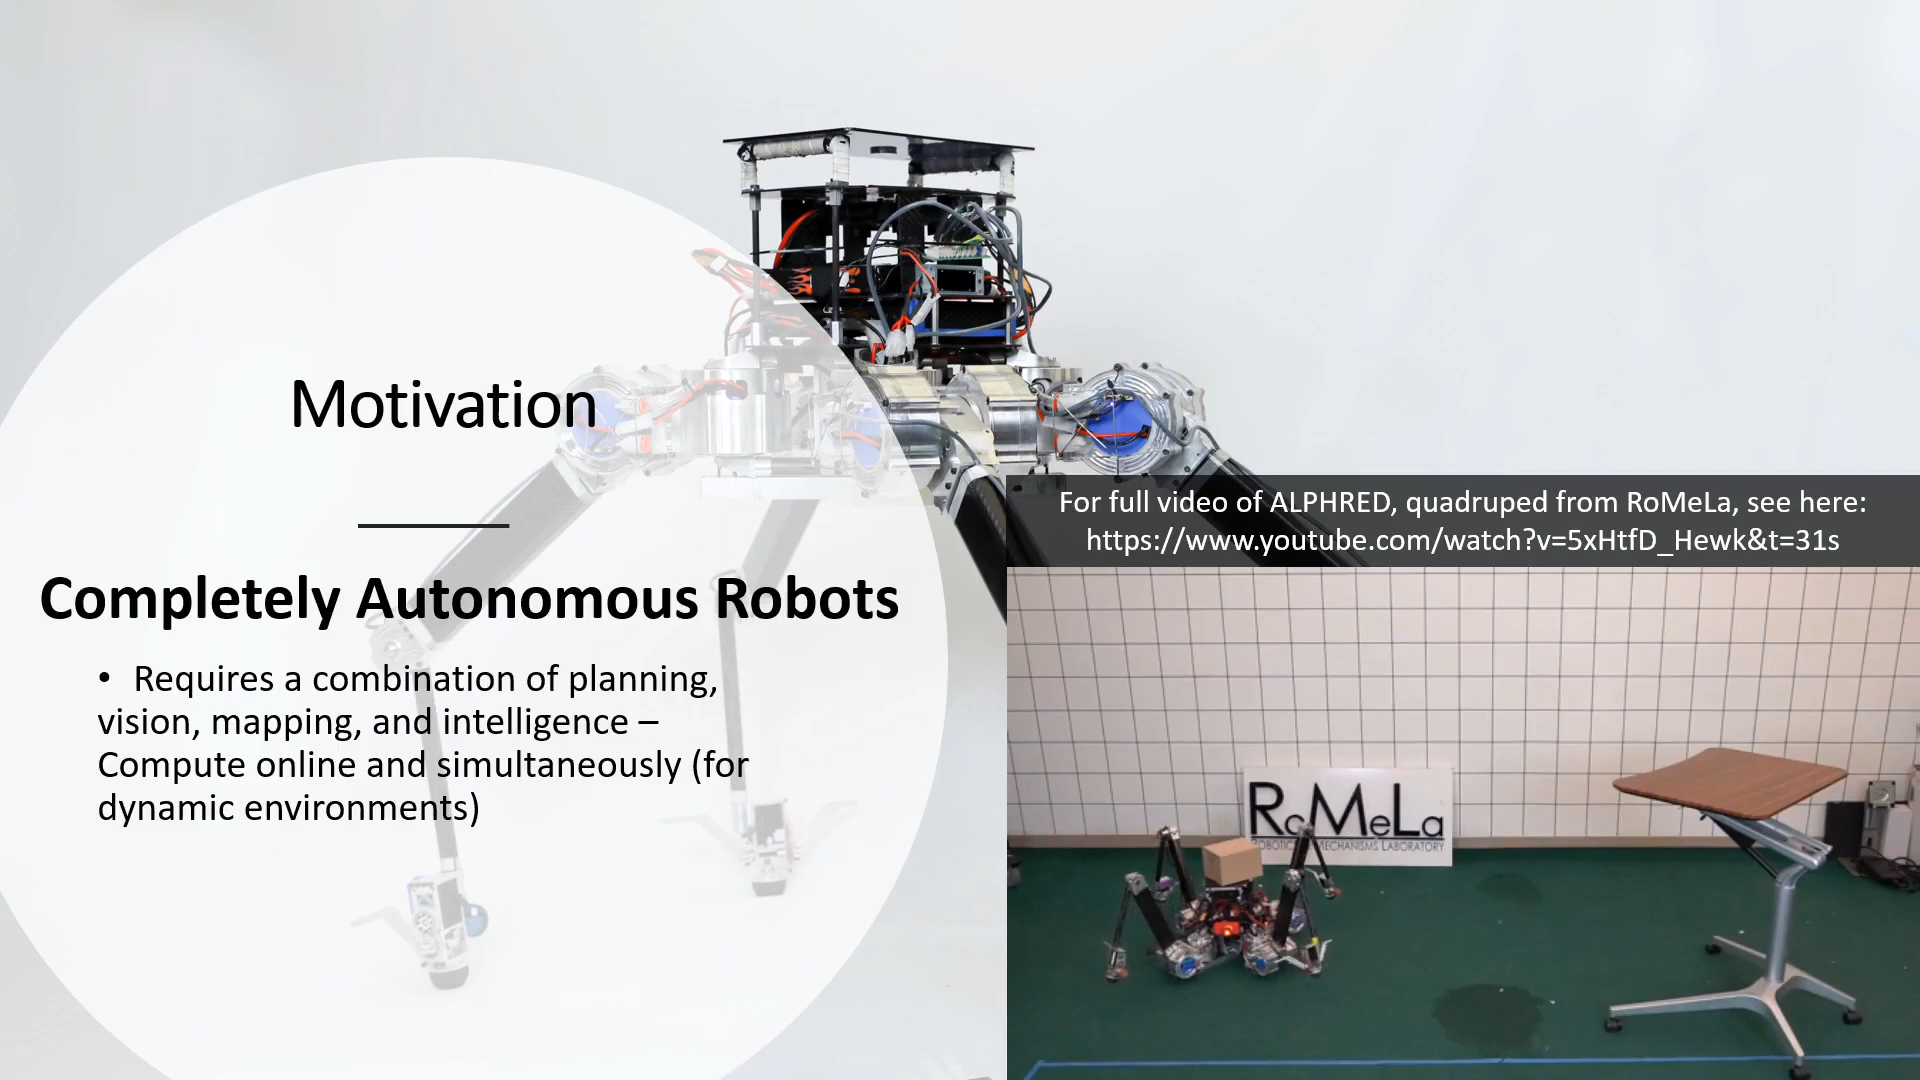 Motivation
Completely Autonomous Robots
• Requires a combination of planning,
vision, mapping, and intelligence –
Compute online and simultaneously (for
dynamic environments)
For full video of ALPHRED, quadruped from RoMeLa, see here:
https://www.youtube.com/watch?v=5xHtfD_Hewk&t=31s
RoMeLa
Mechanisms Laboratory